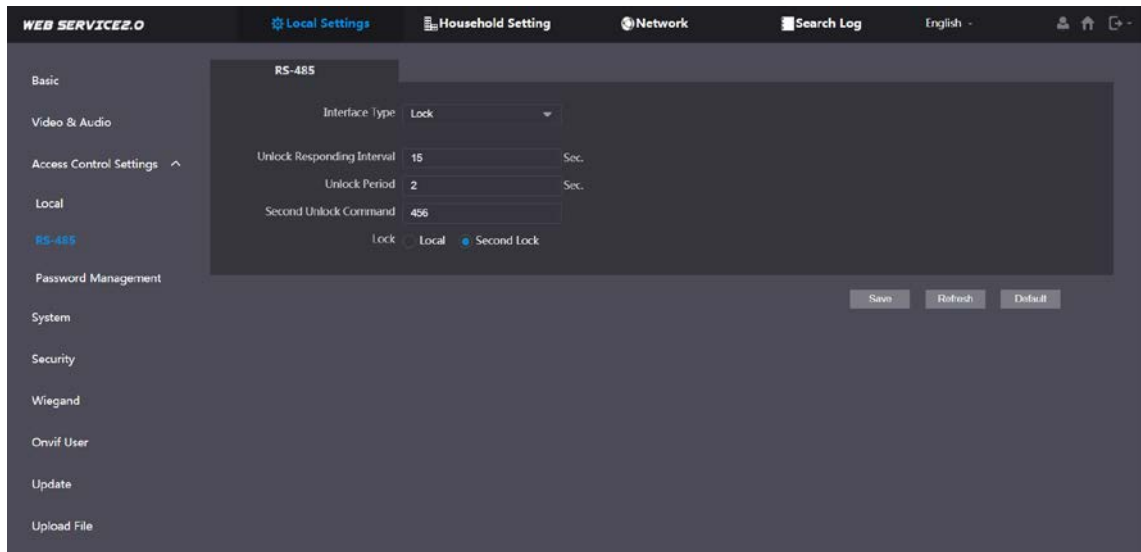 WEB SERVICE2.0 Local Settings Household Setting Network Search Log English
Basic
Video & Audio
Access Control Settings
Local
RS-485
Password Management
System
Security
Wiegand
Onvif User
Update
Upload File
RS-485
Interface Type Lock
Unlock Responding Interval 15 Sec.
Unlock Period 2 Sec.
Second Unlock Command 456
Lock Local Second Lock
Save Refresh Default